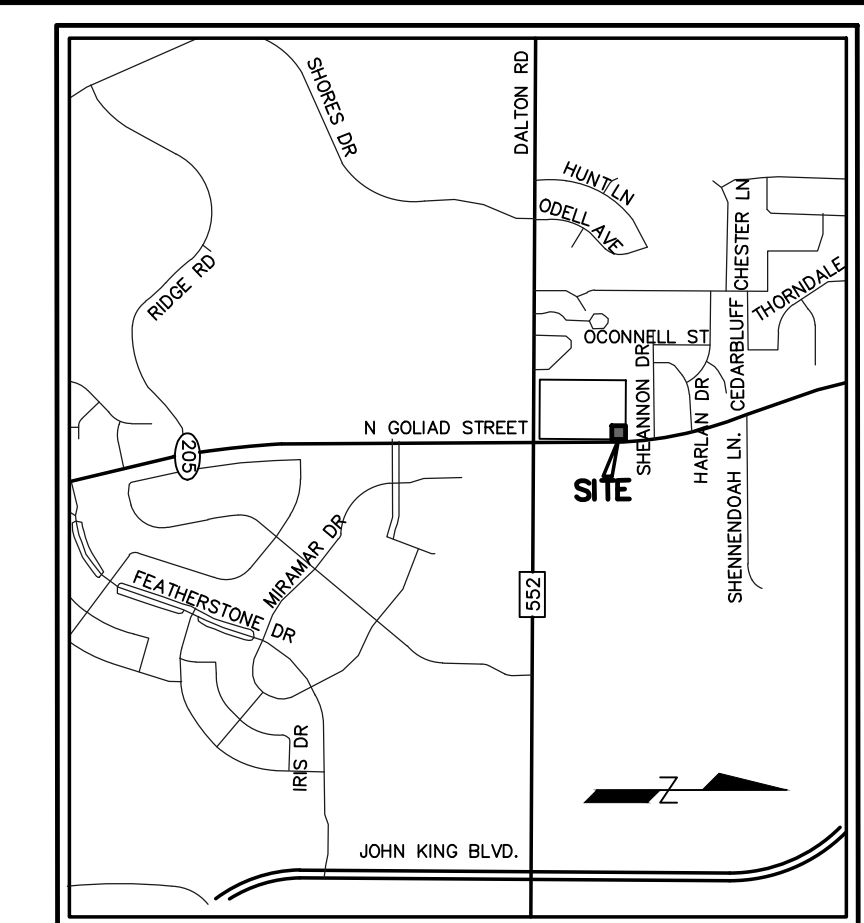 SHORES DR
DALTON RD
HUNT LN
ODELL AVE
CHESTER LN
RIDGE RD
THORNDALE
OCONNELL ST
CEDARBLUFF
SHEANNON DR
HARLAN DR
N GOLIAD STREET
205
SITE
SHENNENDOAH LN.
MIRAMAR DR
FEATHERSTONE DR
552
IRIS DR
Z
JOHN KING BLVD.